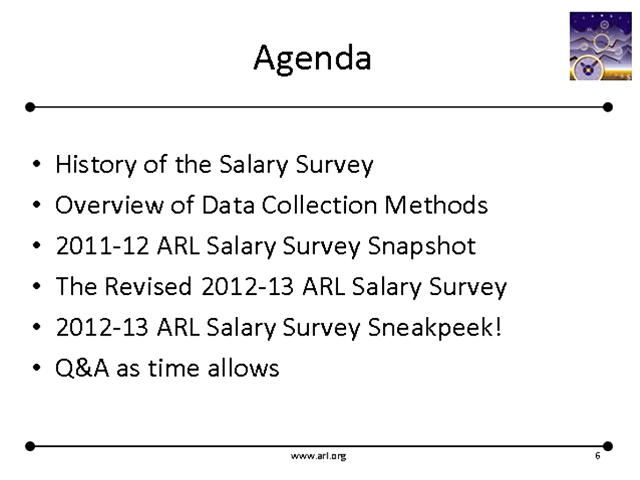 Agenda
• History of the Salary Survey
• Overview of Data Collection Methods
• 2011-12 ARL Salary Survey Snapshot
• The Revised 2012-13 ARL Salary Survey
• 2012-13 ARL Salary Survey Sneakpeek!
• Q&A as time allows
www.arl.org
6